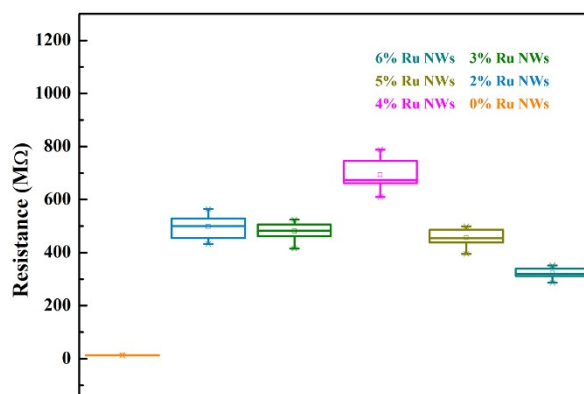 1200
1000
800
600
400
200
0
Resistance (MΩ)
6% Ru NWs 3% Ru NWs
5% Ru NWs 2% Ru NWs
4% Ru NWs 0% Ru NWs